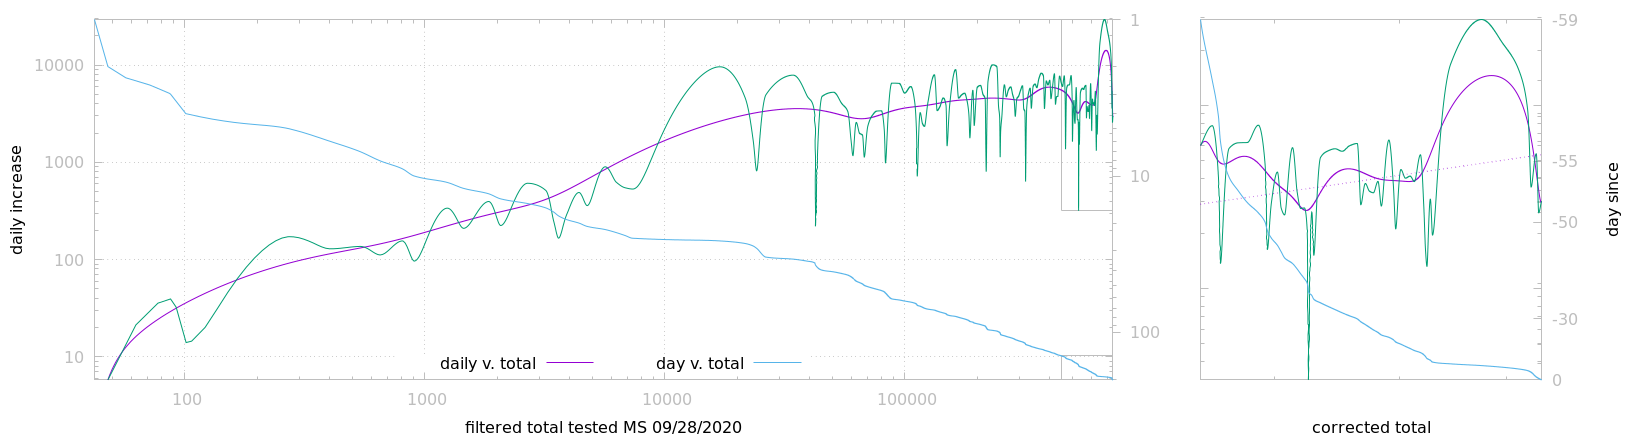 daily increase
10000
1000
100
10
100
1000
10000
100000
1
10
100
daily v. total
day v. total
filtered total tested MS 09/28/2020
-59
-55
-50
-30
0
day since
corrected total